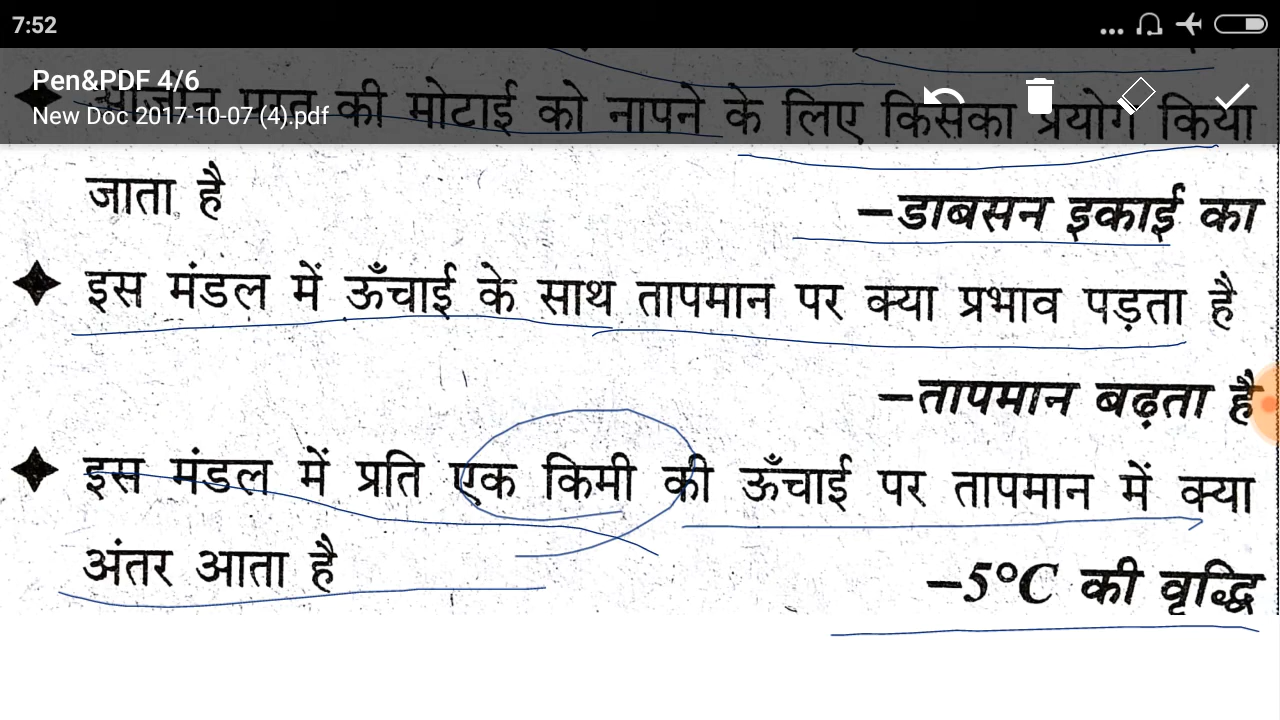 7:52
Pen&PDF 4/6
New Doc 2017-10-07 (4).pdf
परत की मोटाई को नापने के लिए किसका प्रयोग किया
जाता है
–डाबसन इकाई का
इस मंडल में ऊँचाई के साथ तापमान पर क्या प्रभाव पड़ता है
–तापमान बढ़ता है
इस मंडल में प्रति एक किमी की ऊँचाई पर तापमान में क्या
अंतर आता है
–5°C की वृद्धि